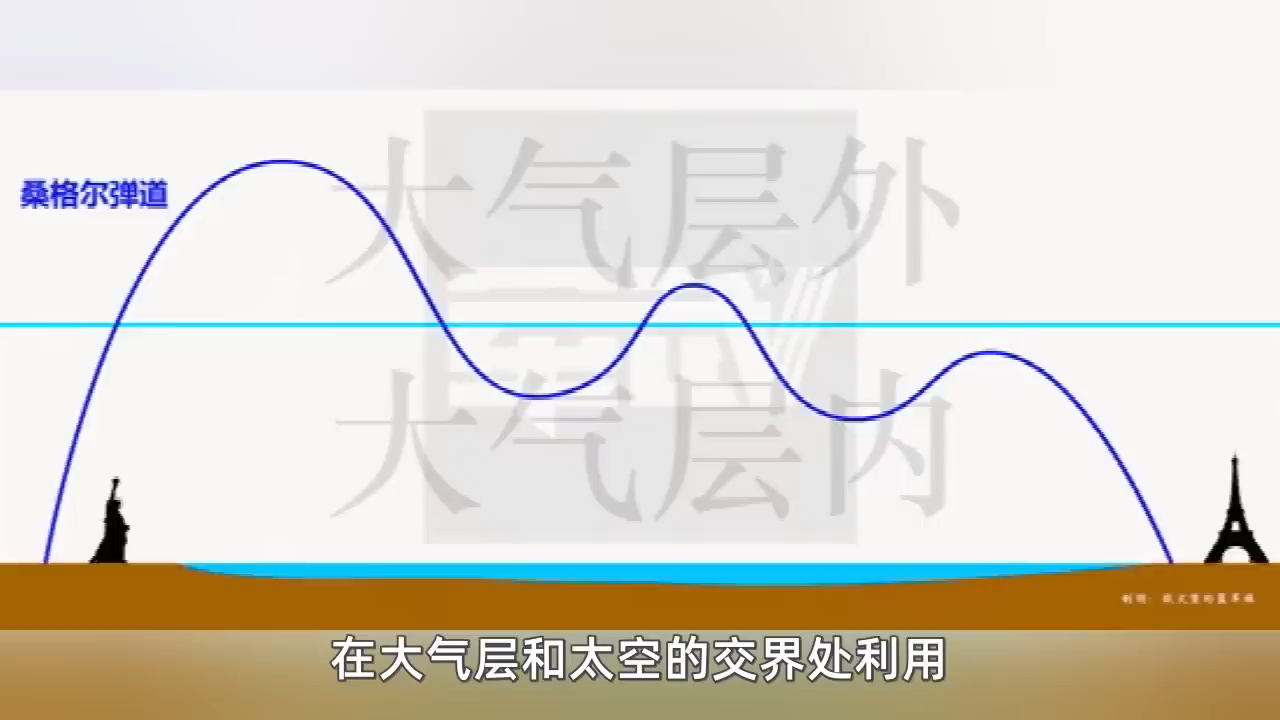 大气层外
桑格尔弹道
大气层内
在大气层和太空的交界处利用